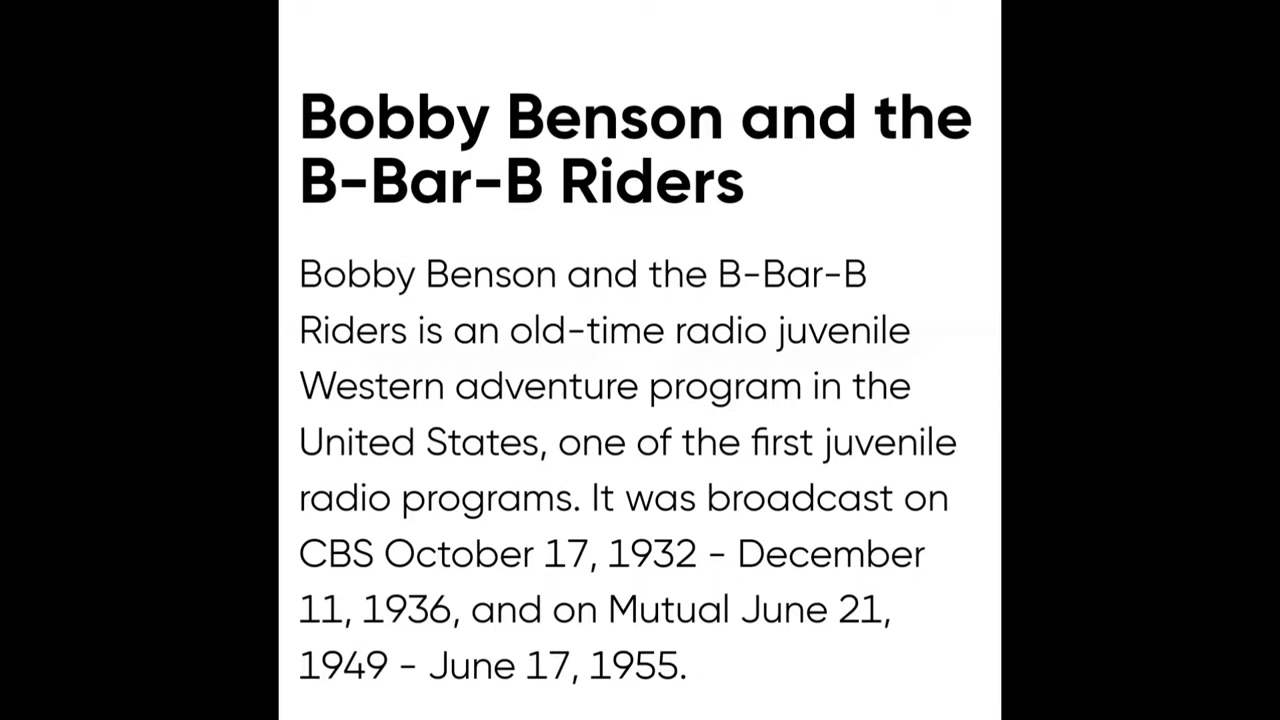 Bobby Benson and the
B-Bar-B Riders
Bobby Benson and the B-Bar-B
Riders is an old-time radio juvenile
Western adventure program in the
United States, one of the first juvenile
radio programs. It was broadcast on
CBS October 17, 1932 - December
11, 1936, and on Mutual June 21,
1949 - June 17, 1955.